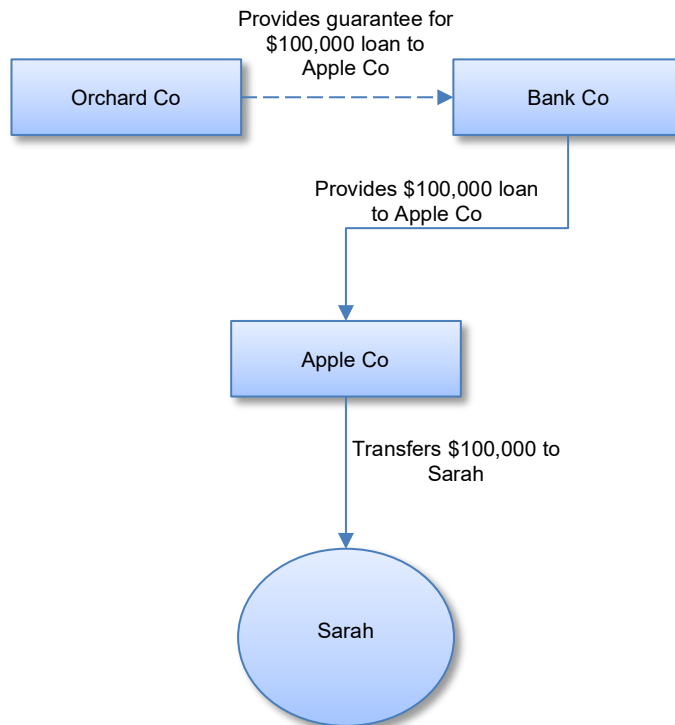 Provides guarantee for
$100,000 loan to
Apple Co
Orchard Co
Bank Co
Provides $100,000 loan
to Apple Co
Apple Co
Transfers $100,000 to
Sarah
Sarah